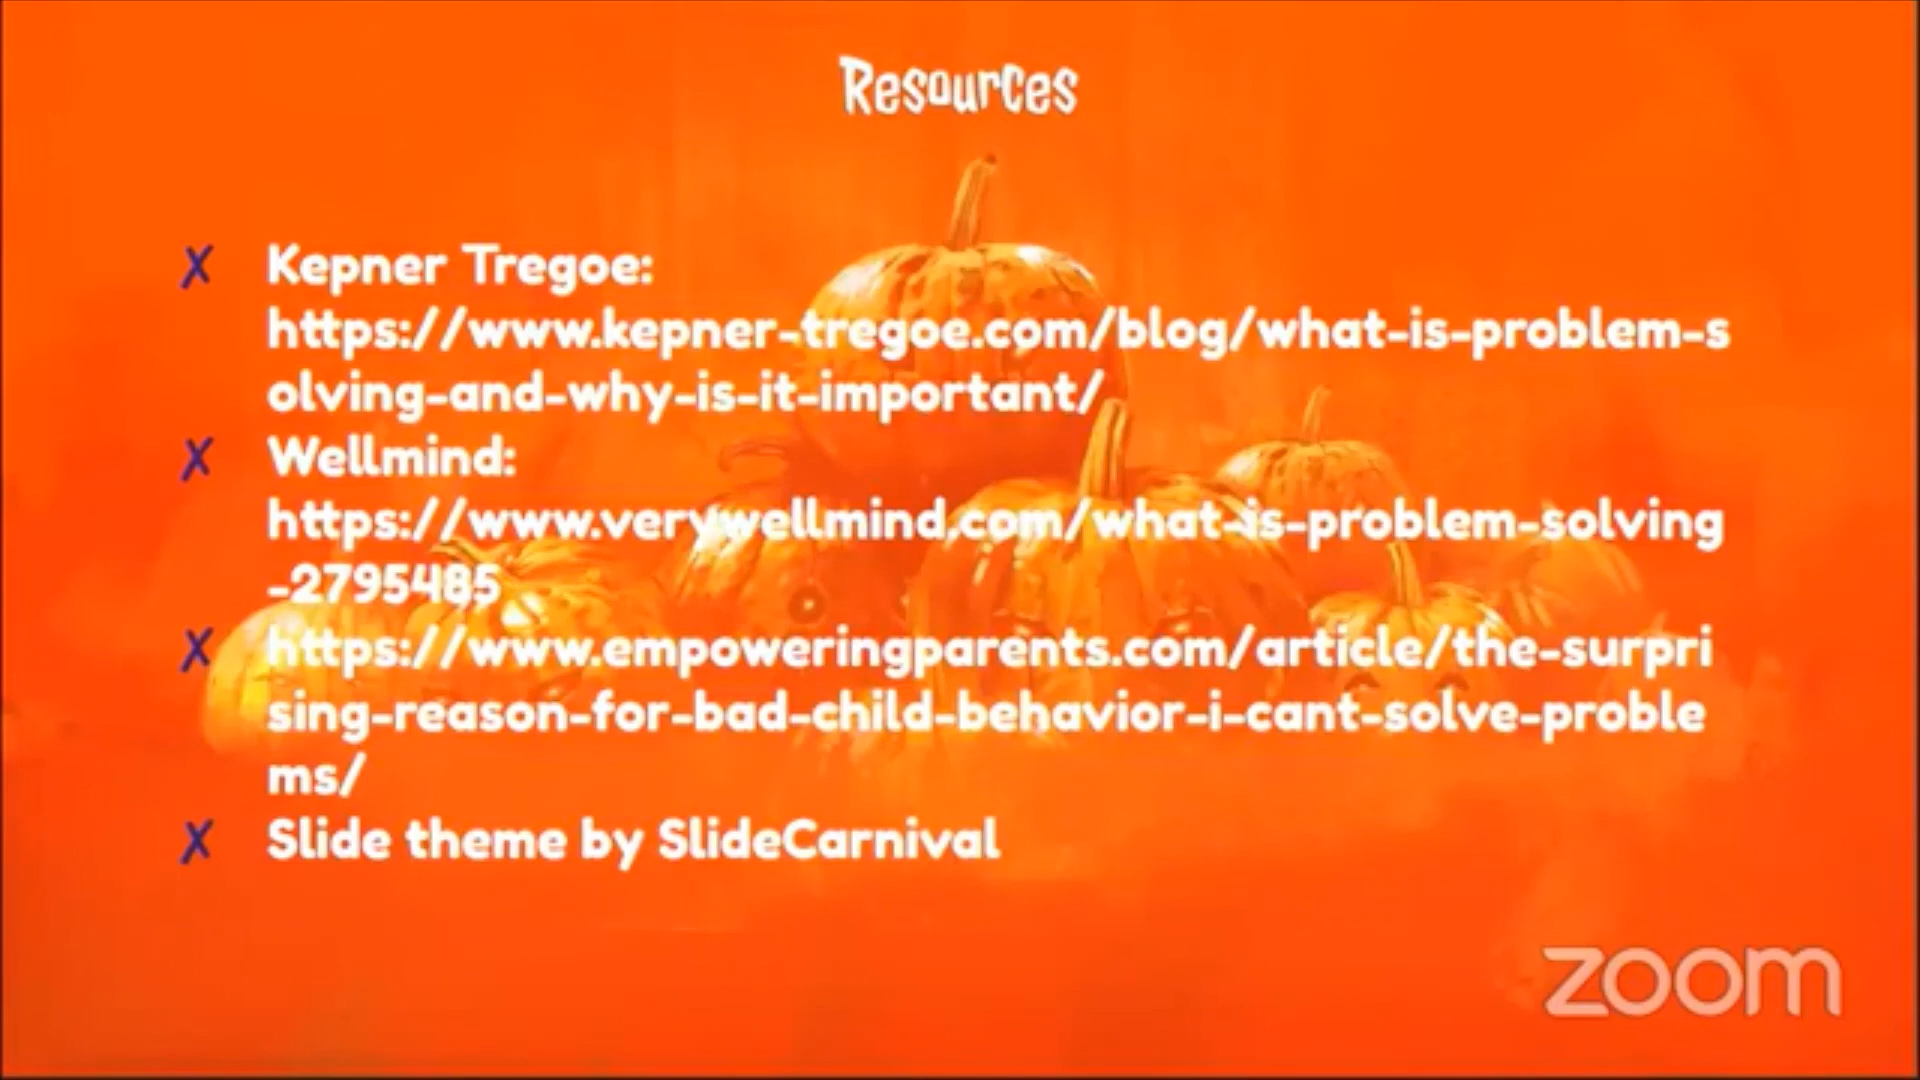 Resources
✗ Kepner Tregoe:
https://www.kepner-tregoe.com/blog/what-is-problem-s
olving-and-why-is-it-important/
✗ Wellmind:
https://www.verywellmind.com/what-is-problem-solving
-2795485
✗ https://www.empoweringparents.com/article/the-surpri
sing-reason-for-bad-child-behavior-i-cant-solve-proble
ms/
✗ Slide theme by SlideCarnival
zoom